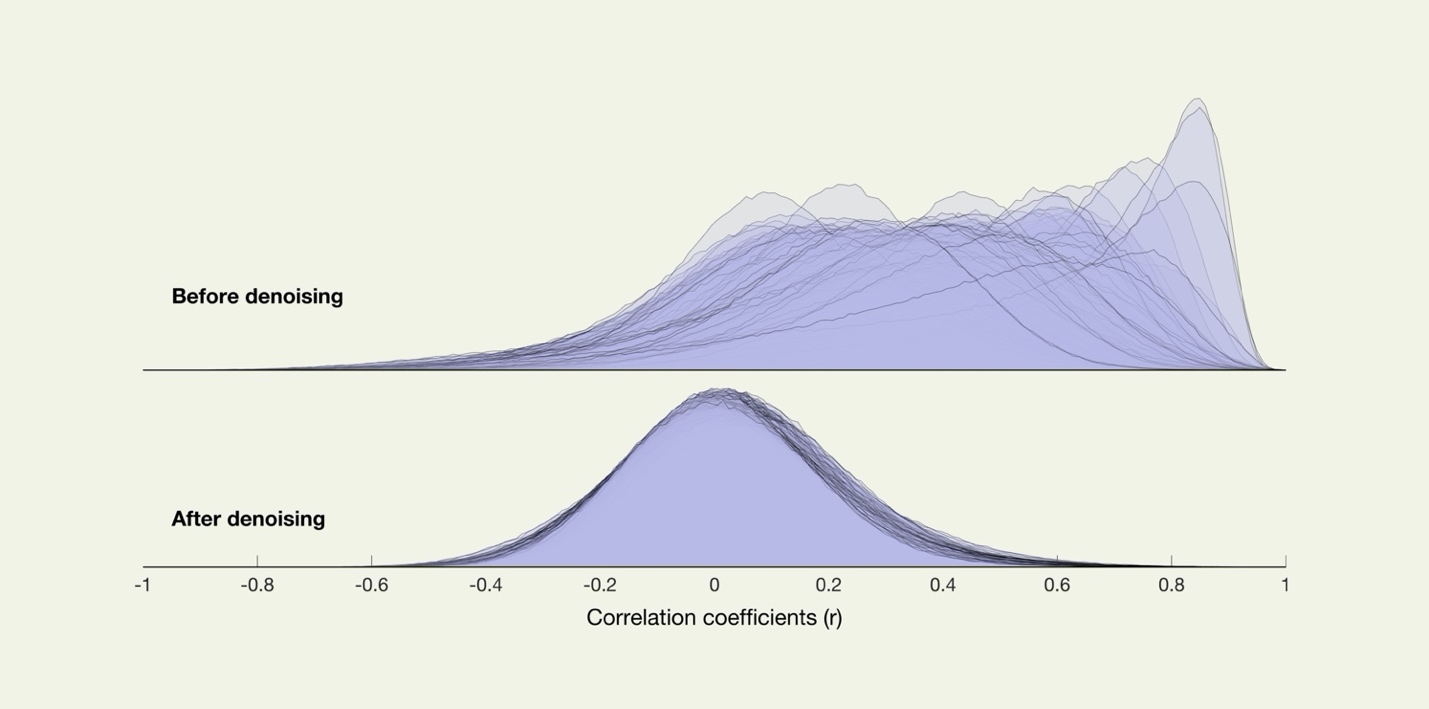 Before denoising
After denoising
-1 -0.8 -0.6 -0.4 -0.2 0 0.2 0.4 0.6 0.8 1
Correlation coefficients (r)